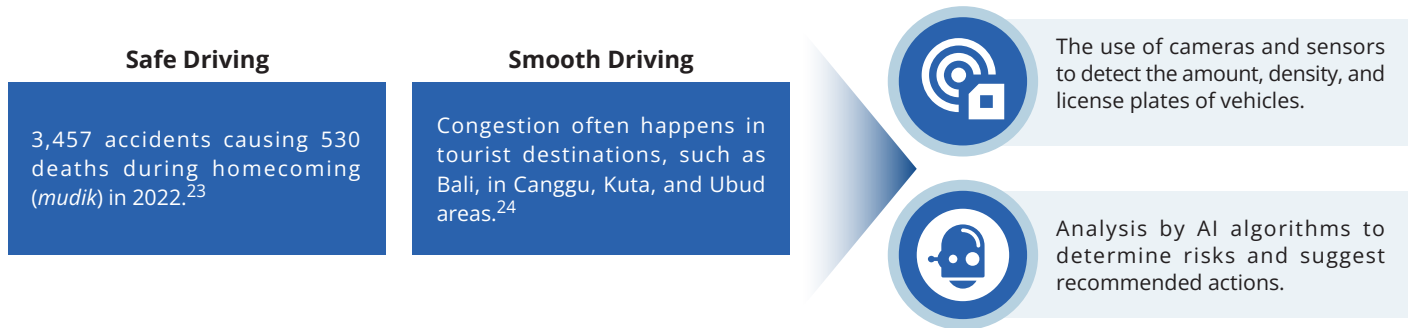 Safe Driving
3,457 accidents causing 530
deaths during homecoming
(mudik) in 2022.23
Smooth Driving
Congestion often happens in
tourist destinations, such as
Bali, in Canggu, Kuta, and Ubud
areas.24
The use of cameras and sensors
to detect the amount, density, and
license plates of vehicles.
Analysis by AI algorithms to
determine risks and suggest
recommended actions.